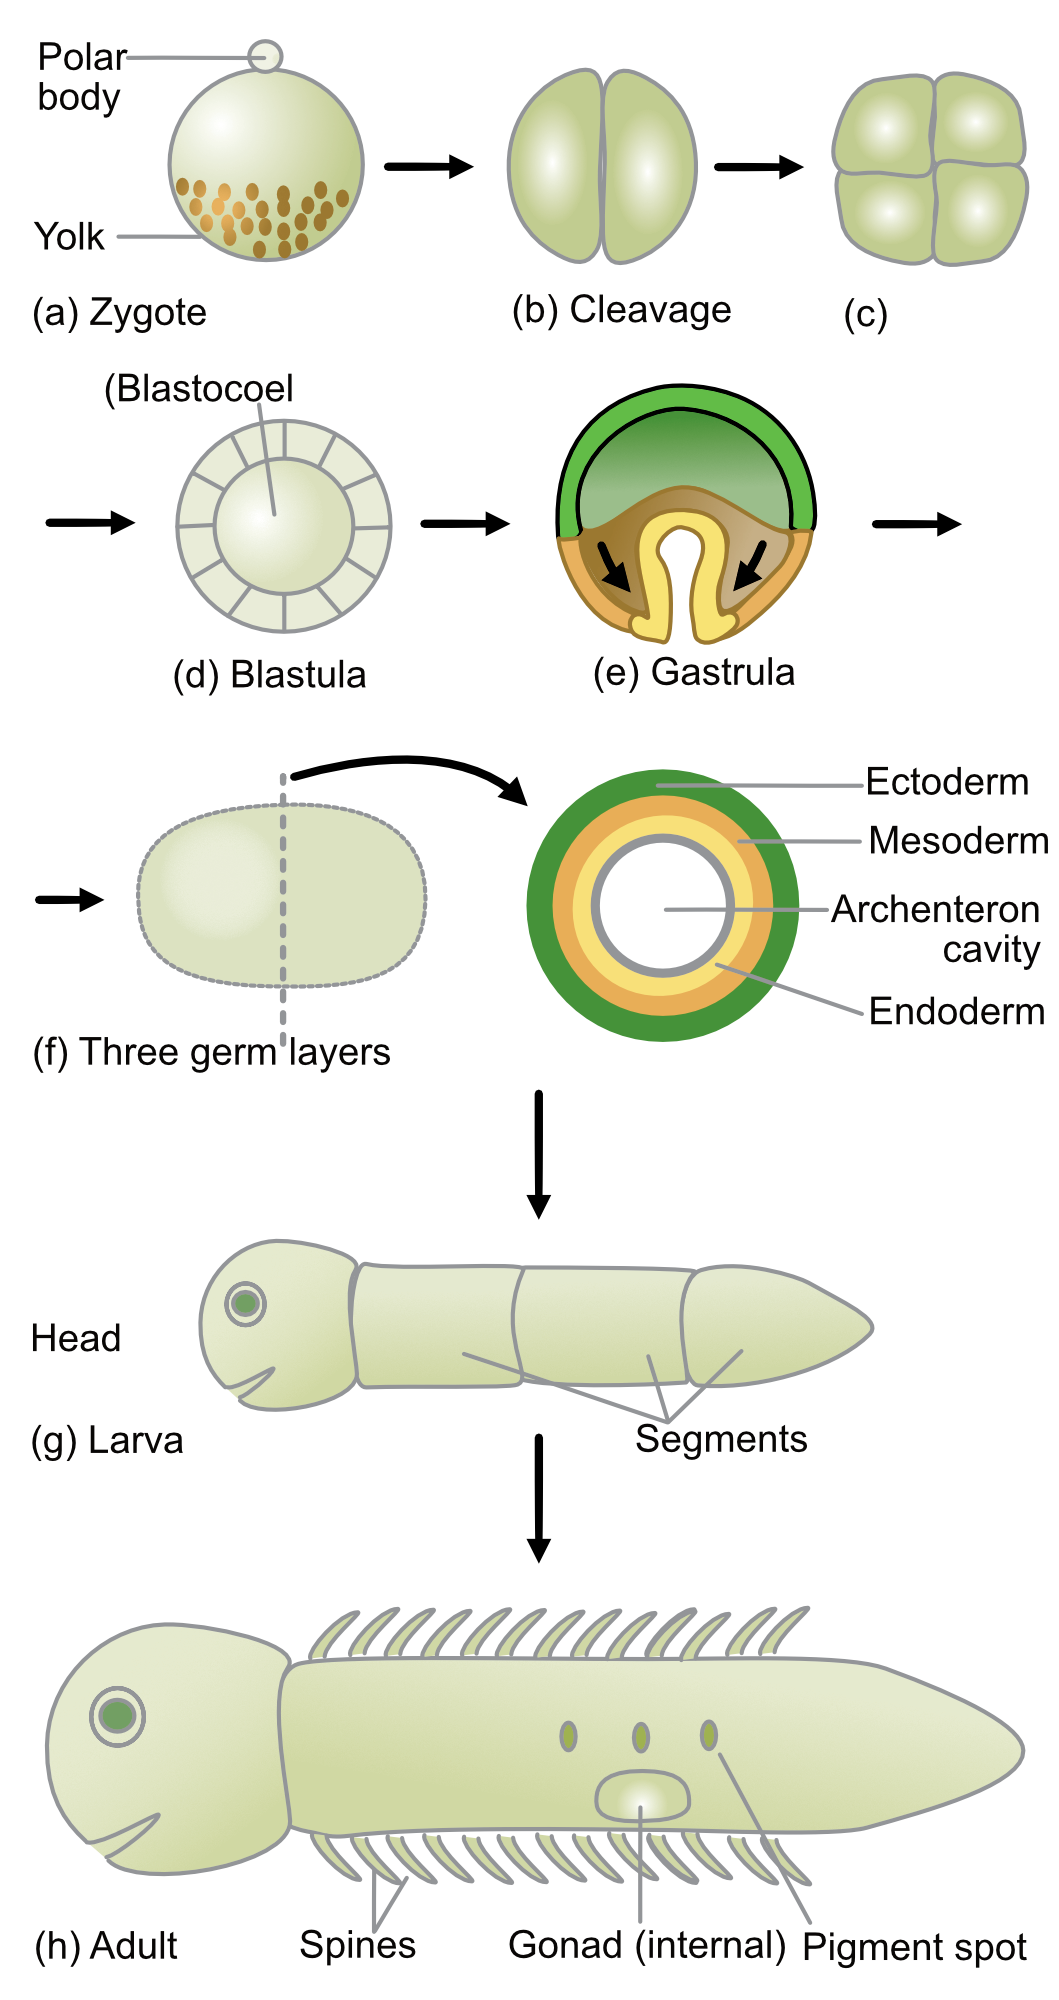 Polar
body
Yolk
(a) Zygote
(b) Cleavage
(c)
(Blastocoel
(d) Blastula
(e) Gastrula
Ectoderm
Mesoderm
Archenteron
cavity
Endoderm
(f) Three germ layers
Head
(g) Larva
Segments
(h) Adult
Spines
Gonad (internal)
Pigment spot